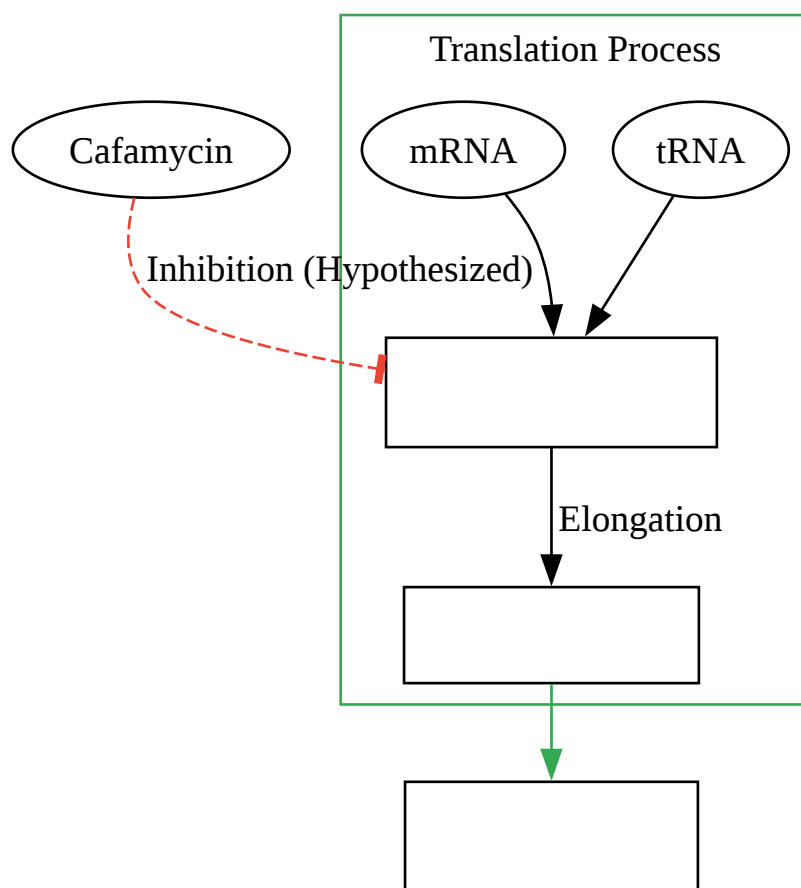 Translation Process
Cafamycin
mRNA
tRNA
Inhibition (Hypothesized)
Elongation